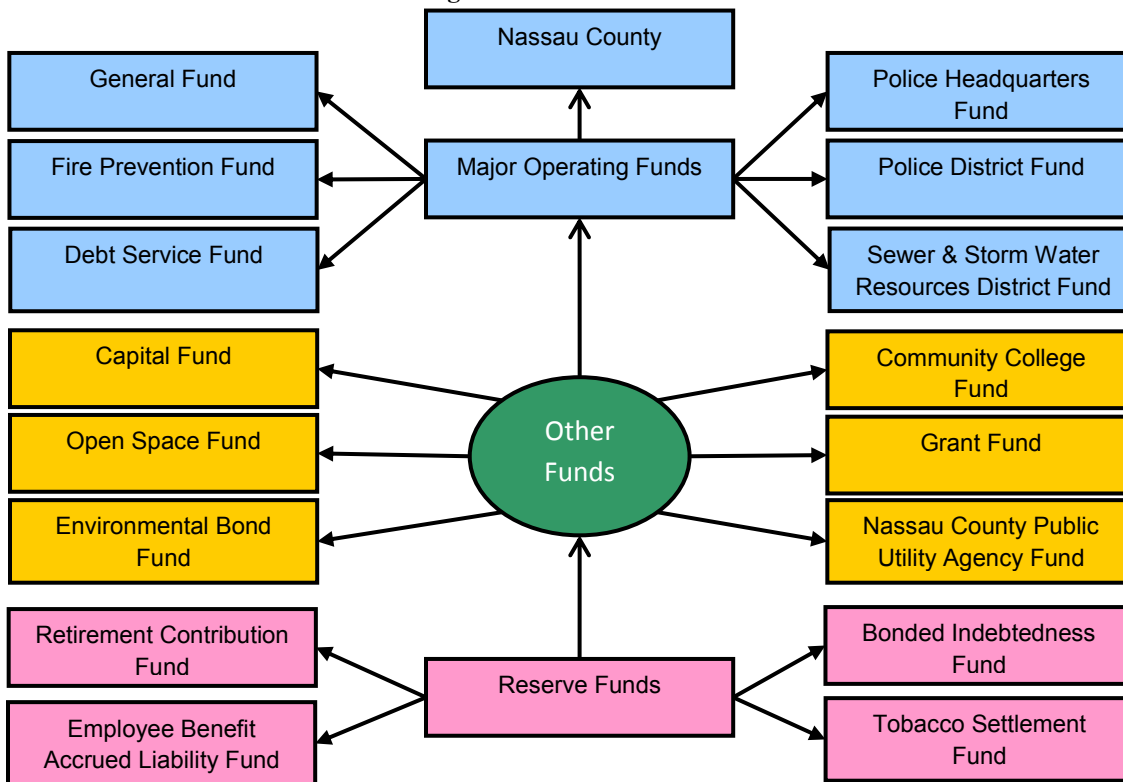 Nassau County
General Fund
Police Headquarters
Fund
Fire Prevention Fund
Major Operating Funds
Police District Fund
Debt Service Fund
Sewer & Storm Water
Resources District Fund
Capital Fund
Community College
Fund
Other
Funds
Open Space Fund
Grant Fund
Environmental Bond
Fund
Nassau County Public
Utility Agency Fund
Retirement Contribution
Fund
Reserve Funds
Bonded Indebtedness
Fund
Employee Benefit
Accrued Liability Fund
Tobacco Settlement
Fund